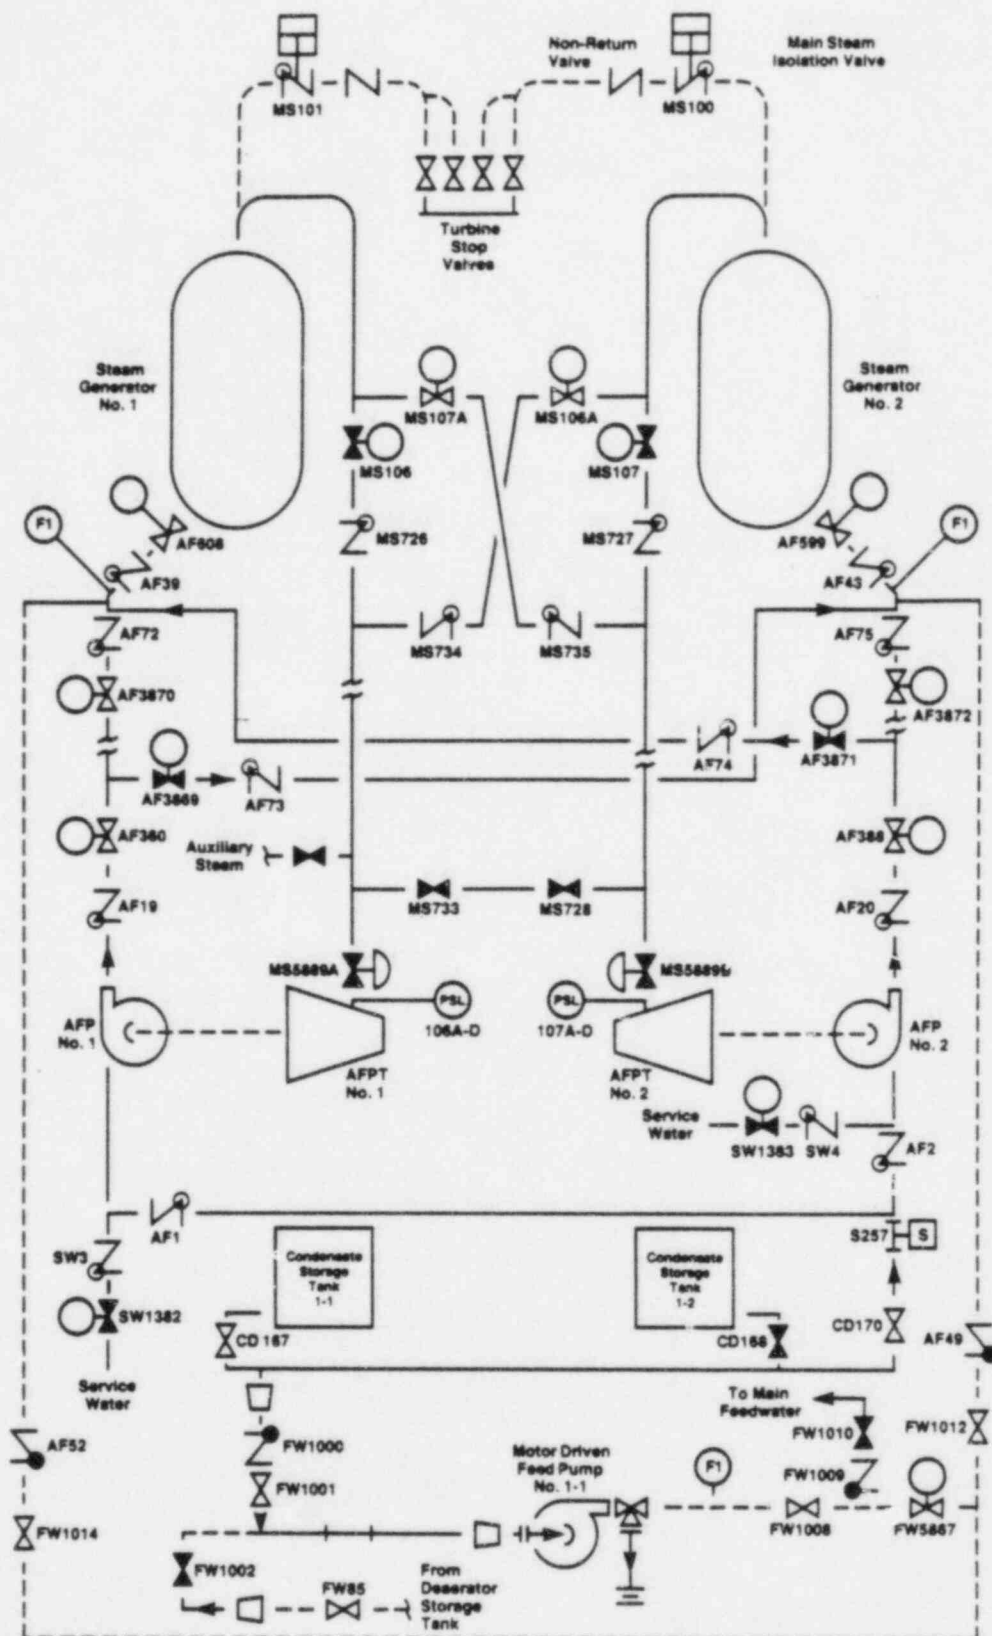 Non-Return
Valve
Main Steam
Isolation Valve
MS101
MS100
Turbine
Stop
Valves
Steam
Generator
No. 1
Steam
Generator
No. 2
MS107A
MS106A
MS106
MS107
F1
AF608
MS726
MS727
AF599
F1
AF39
AF43
AF72
MS734
MS735
AF75
AF3870
AF3872
AF74
AF3871
AF3869
AF73
AF360
Auxiliary
Steam
AF388
AF19
MS733
MS728
AF20
MS5889A
MS5889B
AFP
No. 1
PSL
106A-D
PSL
107A-D
AFP
No. 2
AFPT
No. 1
AFPT
No. 2
Service
Water
SW1383
SW4
AF2
AF1
SW3
S257
S
Condensate
Storage
Tank
1-1
Condensate
Storage
Tank
1-2
SW1382
CD167
CD168
CD170
AF49
Service
Water
To Main
Feedwater
AF52
FW1000
Motor Driven
Feed Pump
No. 1-1
FW1010
FW1012
F1
FW1009
FW1001
FW1014
FW1008
FW5887
FW1002
FW85
From
Deaerator
Storage
Tank